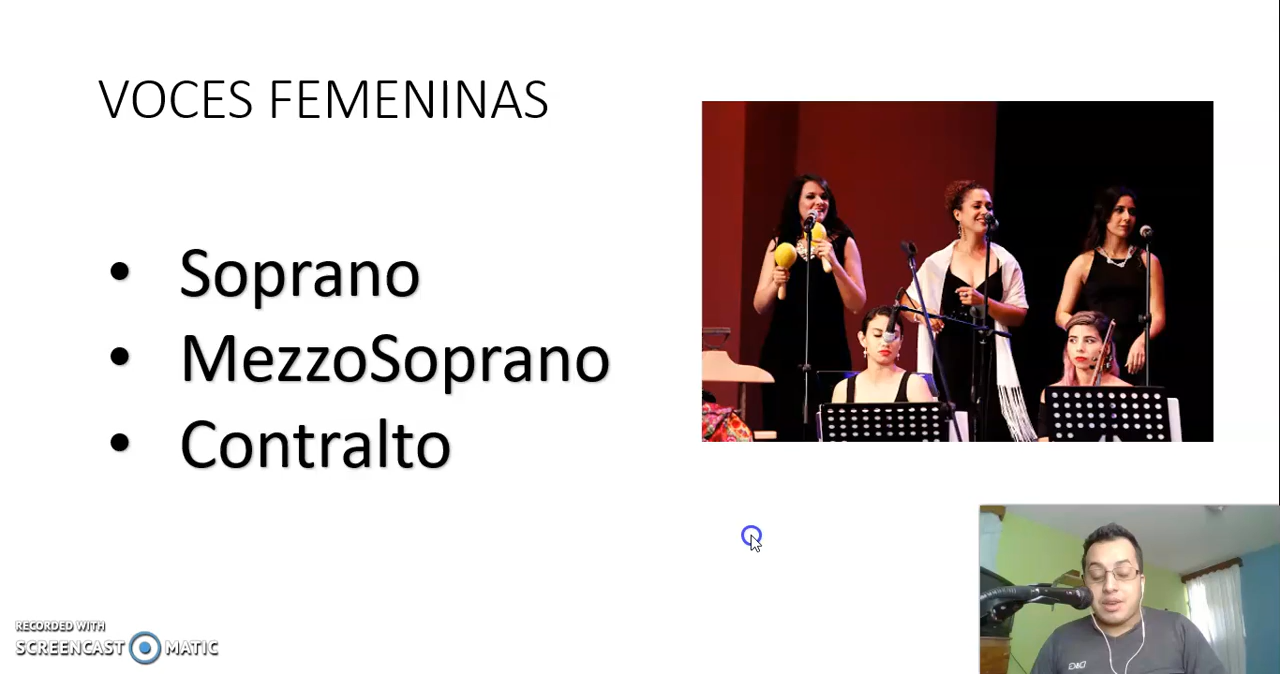 VOCES FEMENINAS
• Soprano
• MezzoSoprano
• Contralto
RECORDED WITH
SCREENCAST MATIC